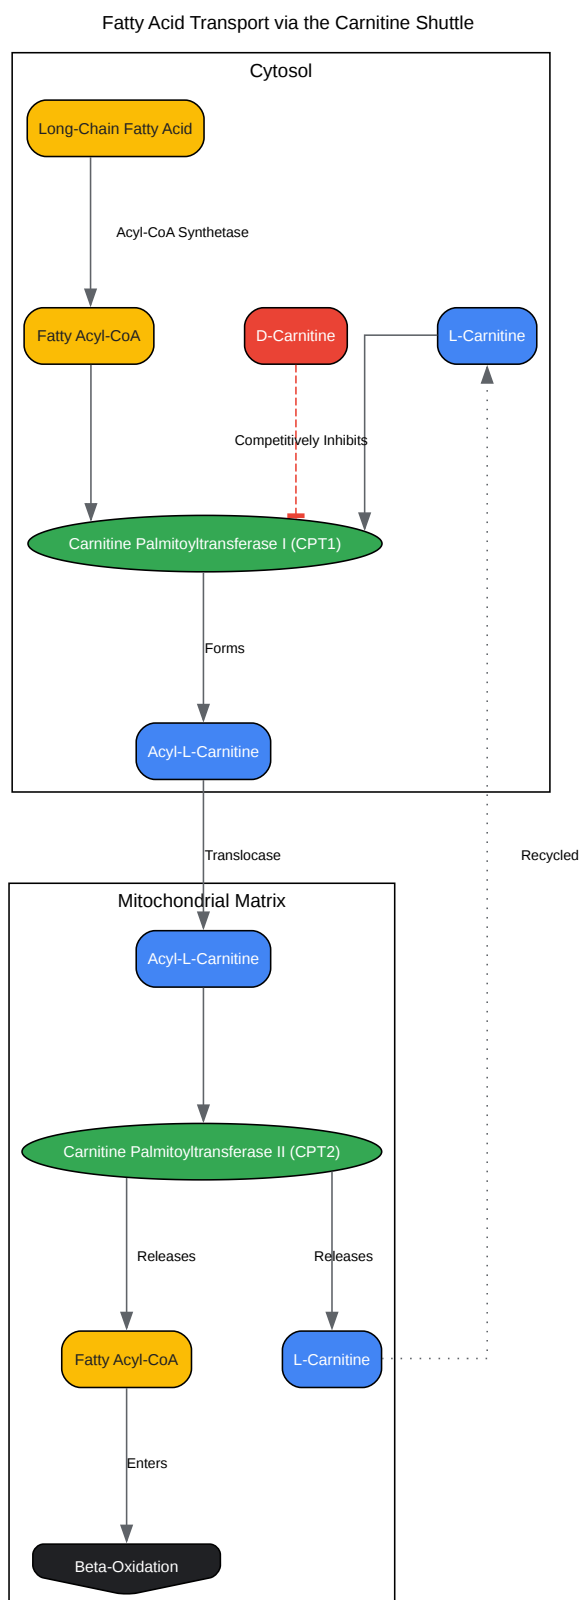 Fatty Acid Transport via the Carnitine Shuttle
Cytosol
Long-Chain Fatty Acid
Acyl-CoA Synthetase
Fatty Acyl-CoA
D-Carnitine
L-Carnitine
Competitively Inhibits
Carnitine Palmitoyltransferase I (CPT1)
Forms
Acyl-L-Carnitine
Translocase
Recycled
Mitochondrial Matrix
Acyl-L-Carnitine
Carnitine Palmitoyltransferase II (CPT2)
Releases
Releases
Fatty Acyl-CoA
L-Carnitine
Enters
Beta-Oxidation